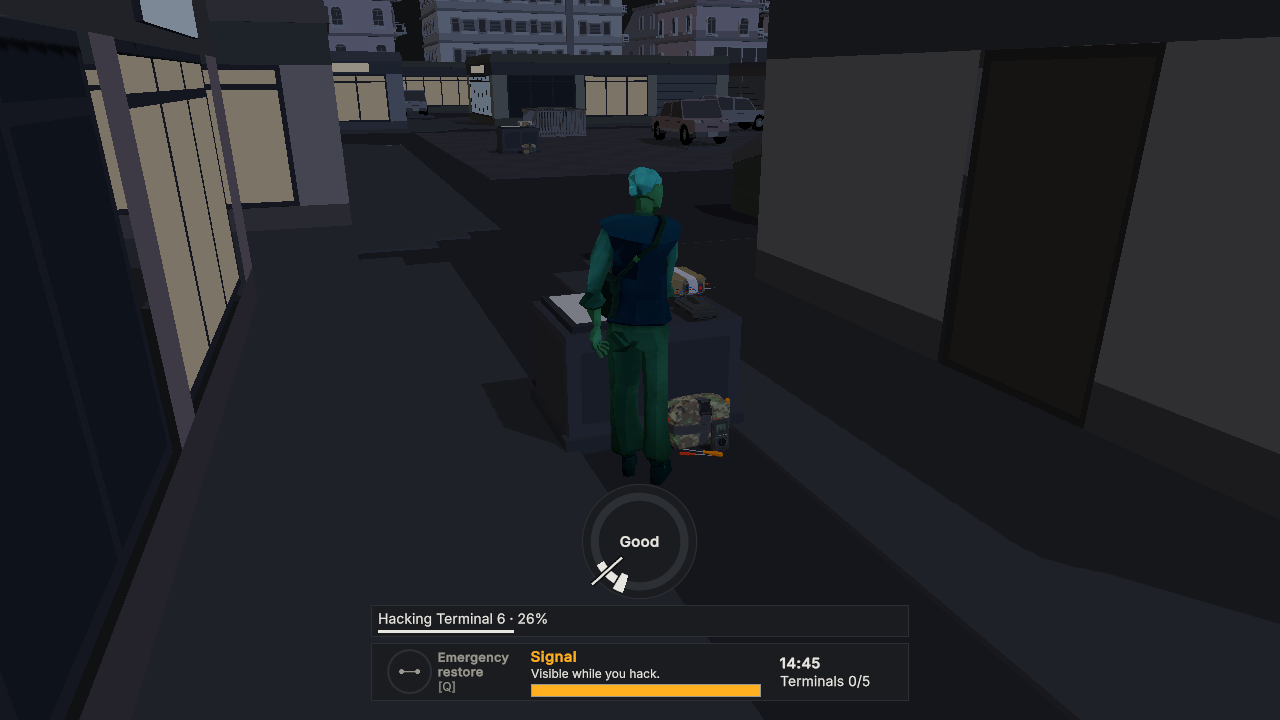 Good
Hacking Terminal 6 · 26%
Emergency
restore
[Q]
Signal
Visible while you hack.
14:45
Terminals 0/5